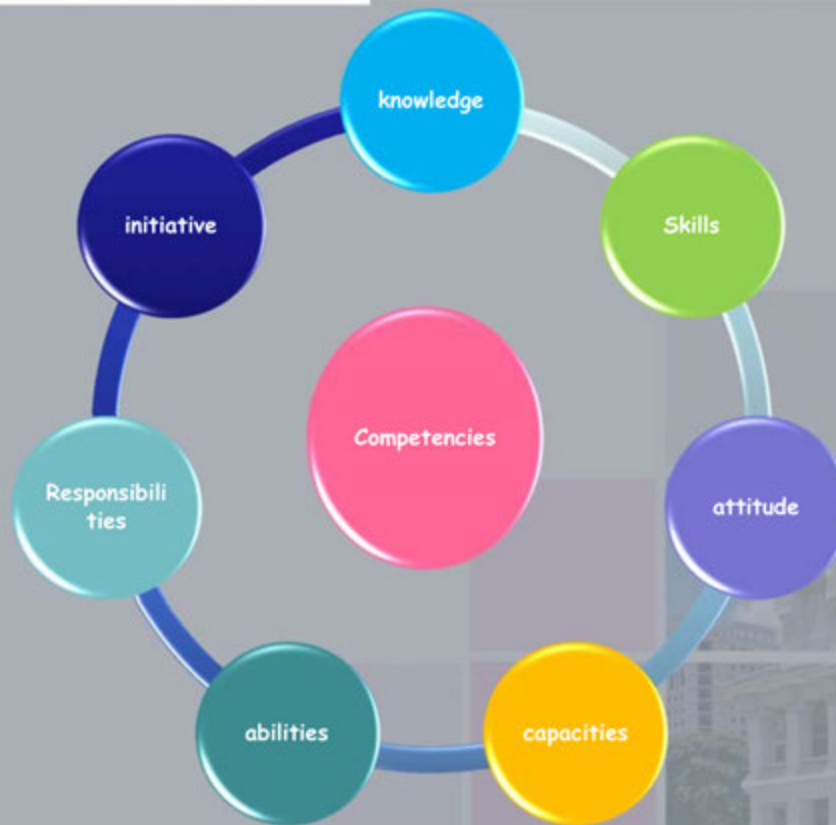 knowledge
Skills
attitude
capacities
abilities
Responsibili
ties
initiative
Competencies